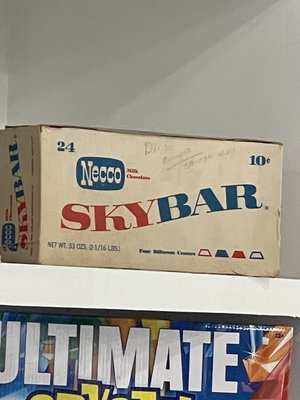 24
Necco
Milk
Chocolate
10¢
SKYBAR
NET WT. 33 OZS. (2-1/16 LBS.)
Four Different Centers
SKYBAR
Necco
ULTIMATE